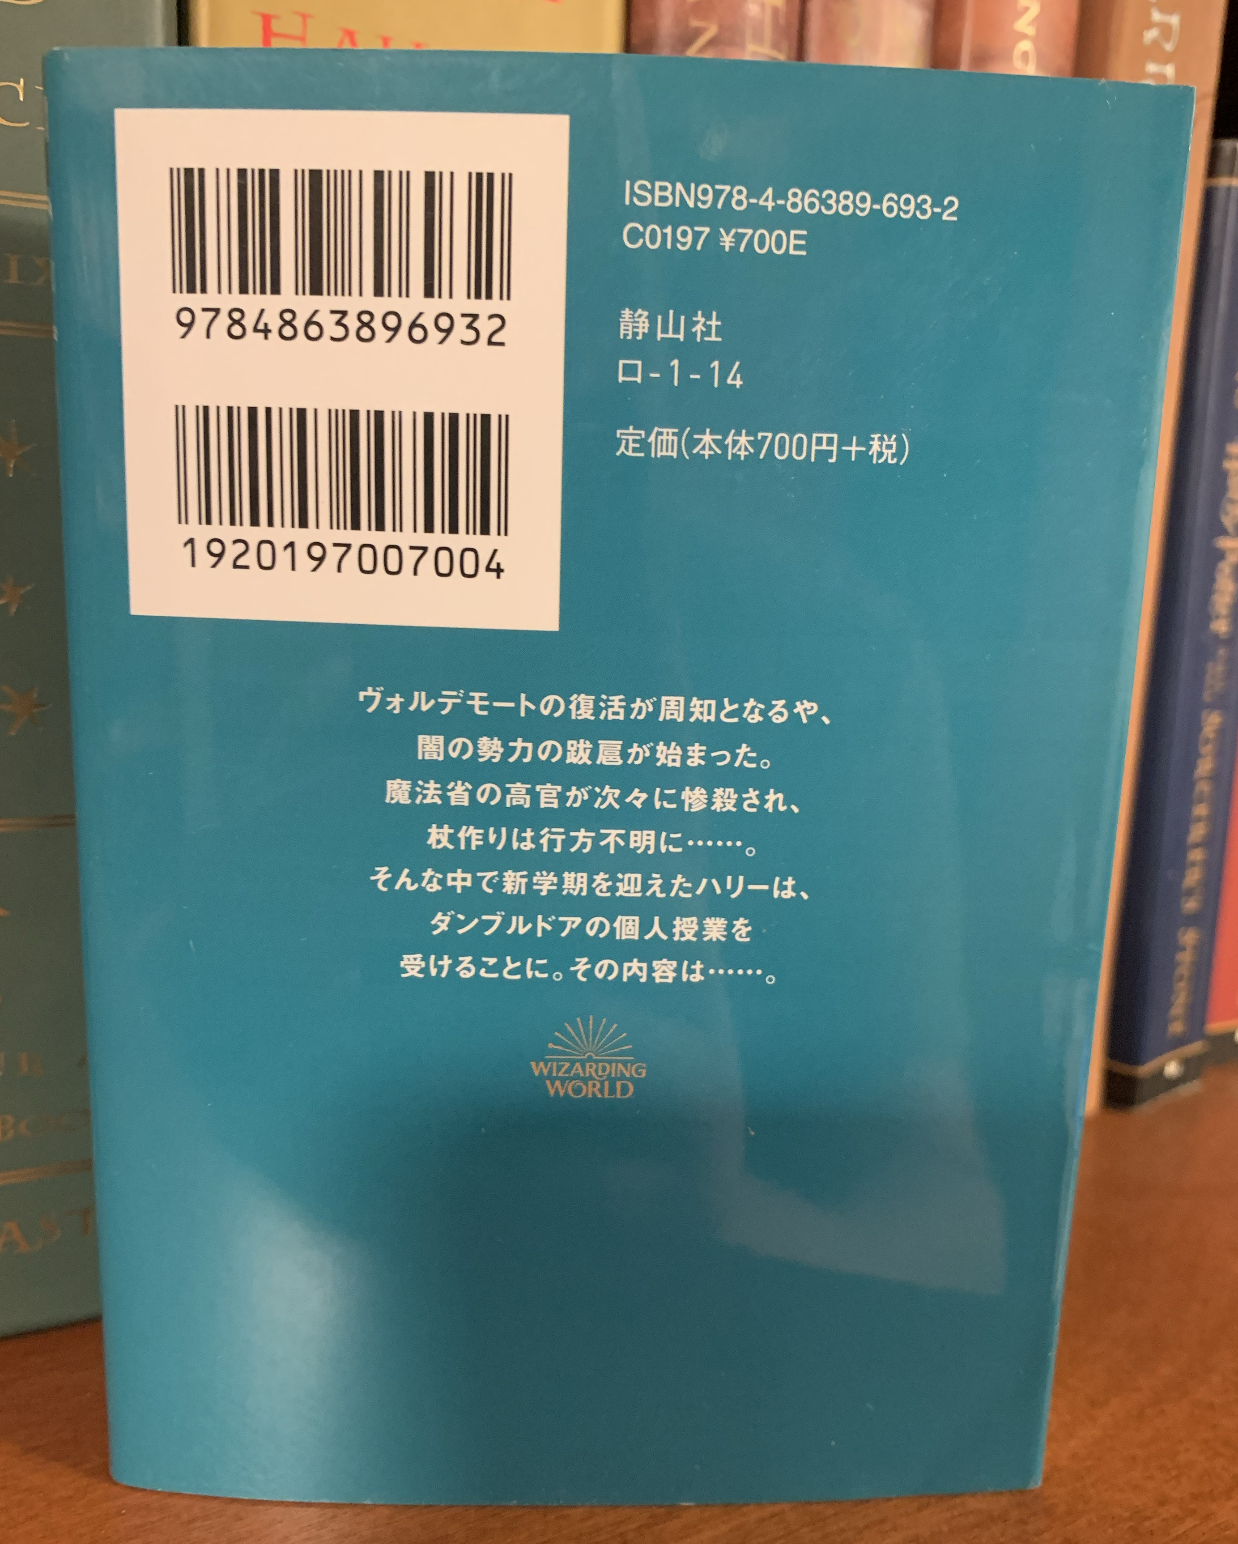 9784863896932
1920197007004
ISBN978-4-86389-693-2
C0197 ¥700E
静山社
ロ-1-14
定価(本体700円+税)
ヴォルデモートの復活が周知となるや、
闇の勢力の跋扈が始まった。
魔法省の高官が次々に惨殺され、
杖作りは行方不明に……。
そんな中で新学期を迎えたハリーは、
ダンブルドアの個人授業を
受けることに。その内容は……。
WIZARDING
WORLD